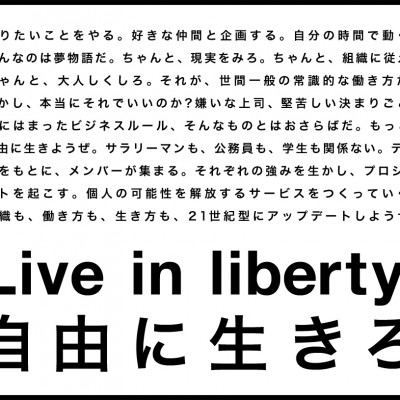 りたいことをやる。好きな仲間と企画する。自分の時間で動
んなのは夢物語だ。ちゃんと、現実をみろ。ちゃんと、組織に従
ゃんと、大人しくしろ。それが、世間一般の常識的な働き方
かし、本当にそれでいいのか?嫌いな上司、堅苦しい決まりご
にはまったビジネスルール、そんなものとはおさらばだ。もっ
由に生きようぜ。サラリーマンも、公務員も、学生も関係ない。デ
をもとに、メンバーが集まる。それぞれの強みを生かし、プロジ
トを起こす。個人の可能性を解放するサービスをつくってい
織も、働き方も、生き方も、21世紀型にアップデートしよう
Live in liberty
自由に生きろ